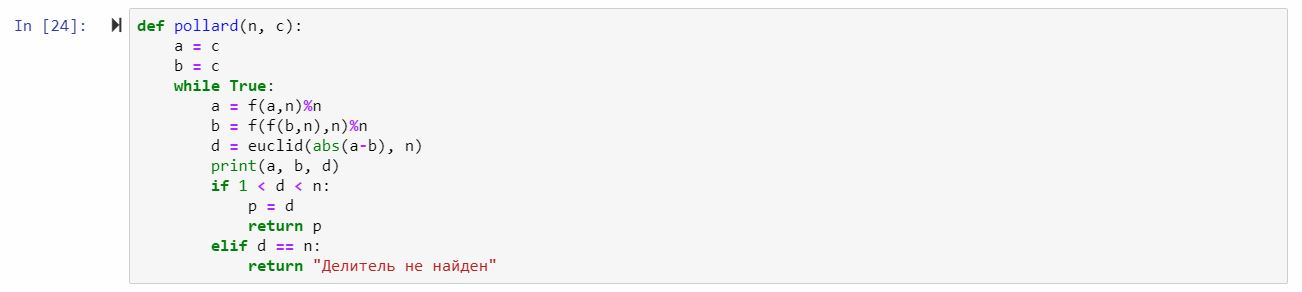 In [24]: def pollard(n, c):
    a = c
    b = c
    while True:
        a = f(a,n)%n
        b = f(f(b,n),n)%n
        d = euclid(abs(a-b), n)
        print(a, b, d)
        if 1 < d < n:
            p = d
            return p
        elif d == n:
            return "Делитель не найден"